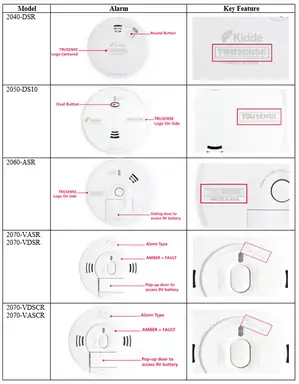 Model Alarm Key Feature
2040-DSR
Kidde
Round Button
TRUSENSE
Logo Centered
Kidde
TRUSENSE
2050-DS10
Oval Button
TRUSENSE
Logo On Side
TRUSENSE
2060-ASR
TRUSENSE
Logo On Side
Sliding door to
access 9V battery
TRUSENSE
2070-VASR
2070-VDSR
Alarm Type
AMBER = FAULT
Pop-up door to
access 9V battery
2070-VDSCR
2070-VASCR
Alarm Type
AMBER = FAULT
Pop-up door to
access 9V battery